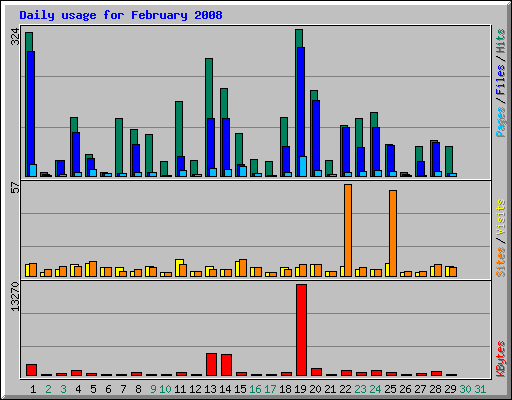 Daily usage for February 2008
324
Pages / Files / Hits
57
Sites / Visits
13270
KBytes
1 2 3 4 5 6 7 8 9 10 11 12 13 14 15 16 17 18 19 20 21 22 23 24 25 26 27 28 29 30 31